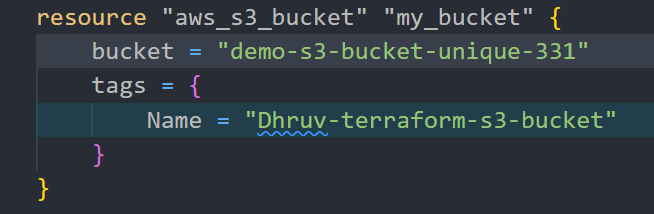 resource "aws_s3_bucket" "my_bucket" {
    bucket = "demo-s3-bucket-unique-331"
    tags = {
        Name = "Dhruv-terraform-s3-bucket"
    }
}